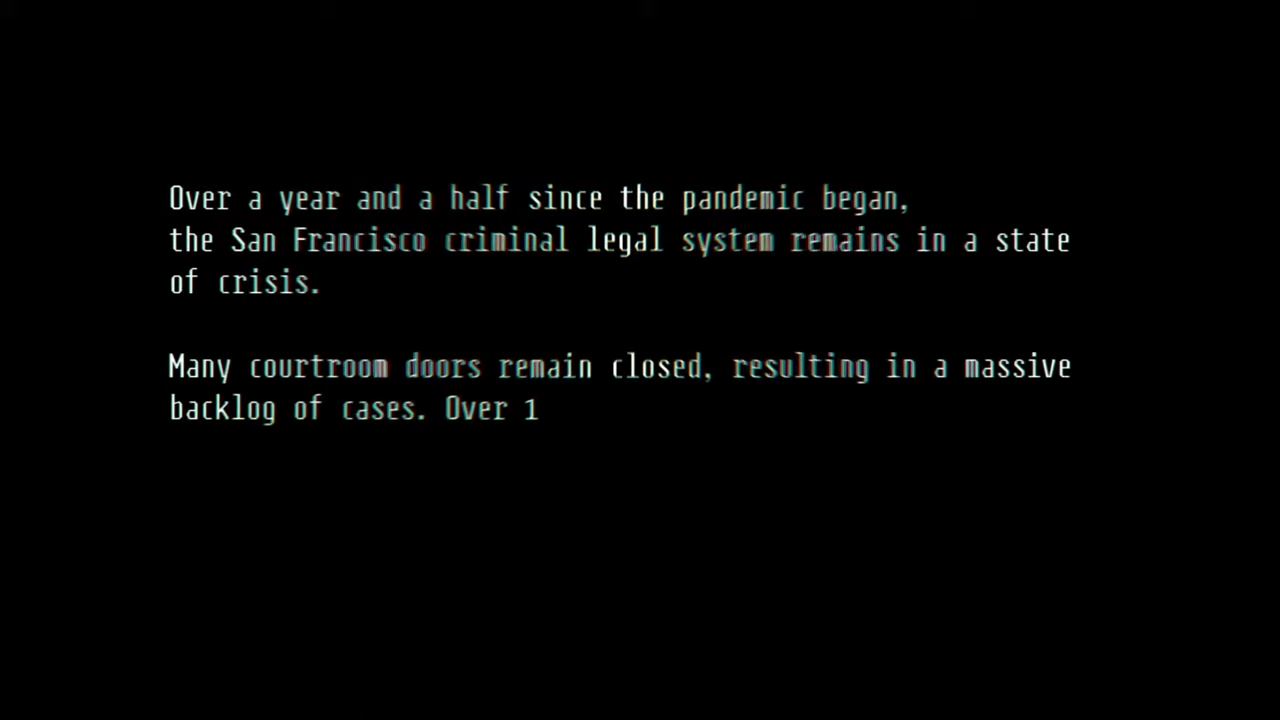 Over a year and a half since the pandemic began,
the San Francisco criminal legal system remains in a state
of crisis.
Many courtroom doors remain closed, resulting in a massive
backlog of cases. Over 1